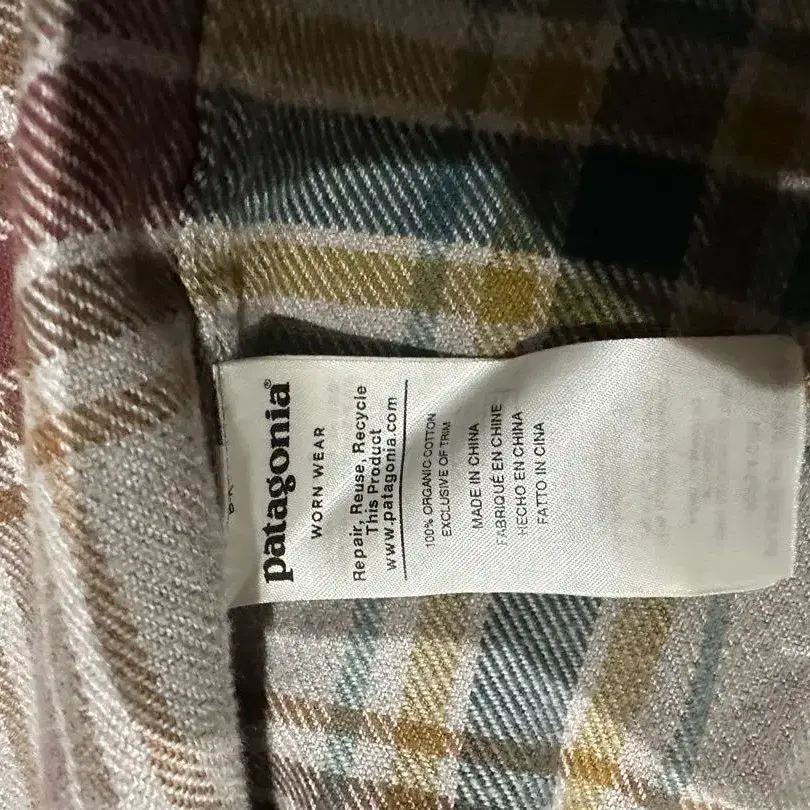 patagonia®
WORN WEAR
Repair, Reuse, Recycle
This Product
www.patagonia.com
100% ORGANIC COTTON
EXCLUSIVE OF TRIM
MADE IN CHINA
FABRIQUÉ EN CHINE
HECHO EN CHINA
FATTO IN CINA